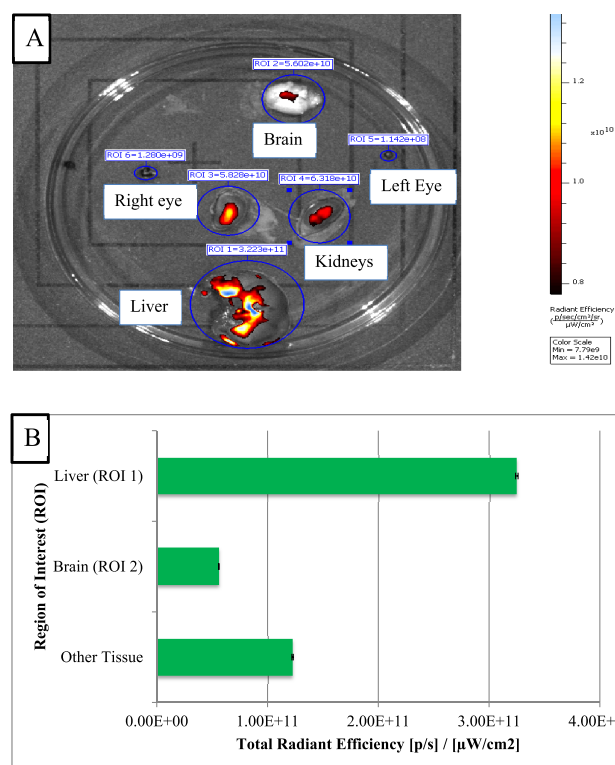 A
ROI 2=5.602e+10
Brain
ROI 6=1.280e+09
ROI 5=1.142e+08
ROI 3=5.828e+10
ROI 4=6.318e+10
Right eye
Left Eye
ROI 1=3.223e+11
Kidneys
Liver
1.2
x10^10
1.0
0.8
Radiant Efficiency
(p/sec/cm²/sr / µW/cm²)
Color Scale
Min = 7.79e9
Max = 1.42e10
B
Region of Interest (ROI)
Liver (ROI 1)
Brain (ROI 2)
Other Tissue
0.00E+00 1.00E+11 2.00E+11 3.00E+11 4.00E+
Total Radiant Efficiency [p/s] / [µW/cm2]